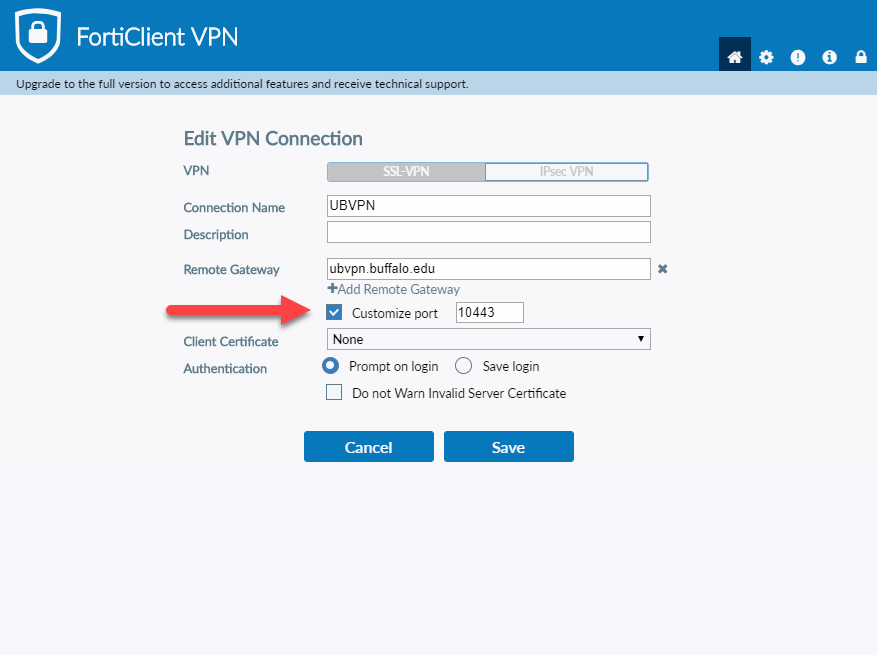 FortiClient VPN
Upgrade to the full version to access additional features and receive technical support.
Edit VPN Connection
VPN SSL-VPN IPsec VPN
Connection Name UBVPN
Description
Remote Gateway ubvpn.buffalo.edu
+Add Remote Gateway
Customize port 10443
Client Certificate None
Authentication Prompt on login Save login
Do not Warn Invalid Server Certificate
Cancel Save